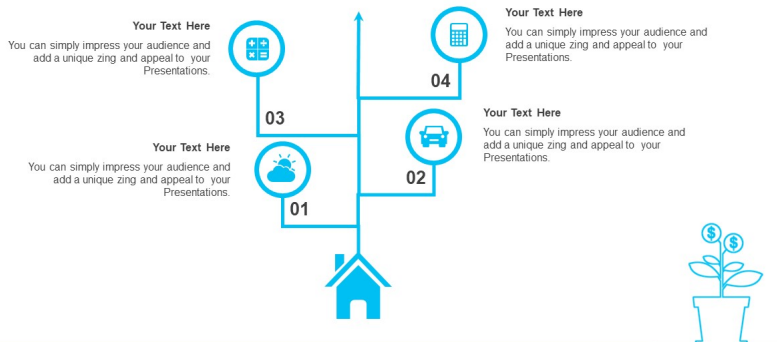 Your Text Here
You can simply impress your audience and
add a unique zing and appeal to your
Presentations.
03
Your Text Here
You can simply impress your audience and
add a unique zing and appeal to your
Presentations.
04
Your Text Here
You can simply impress your audience and
add a unique zing and appeal to your
Presentations.
01
Your Text Here
You can simply impress your audience and
add a unique zing and appeal to your
Presentations.
02
$
$